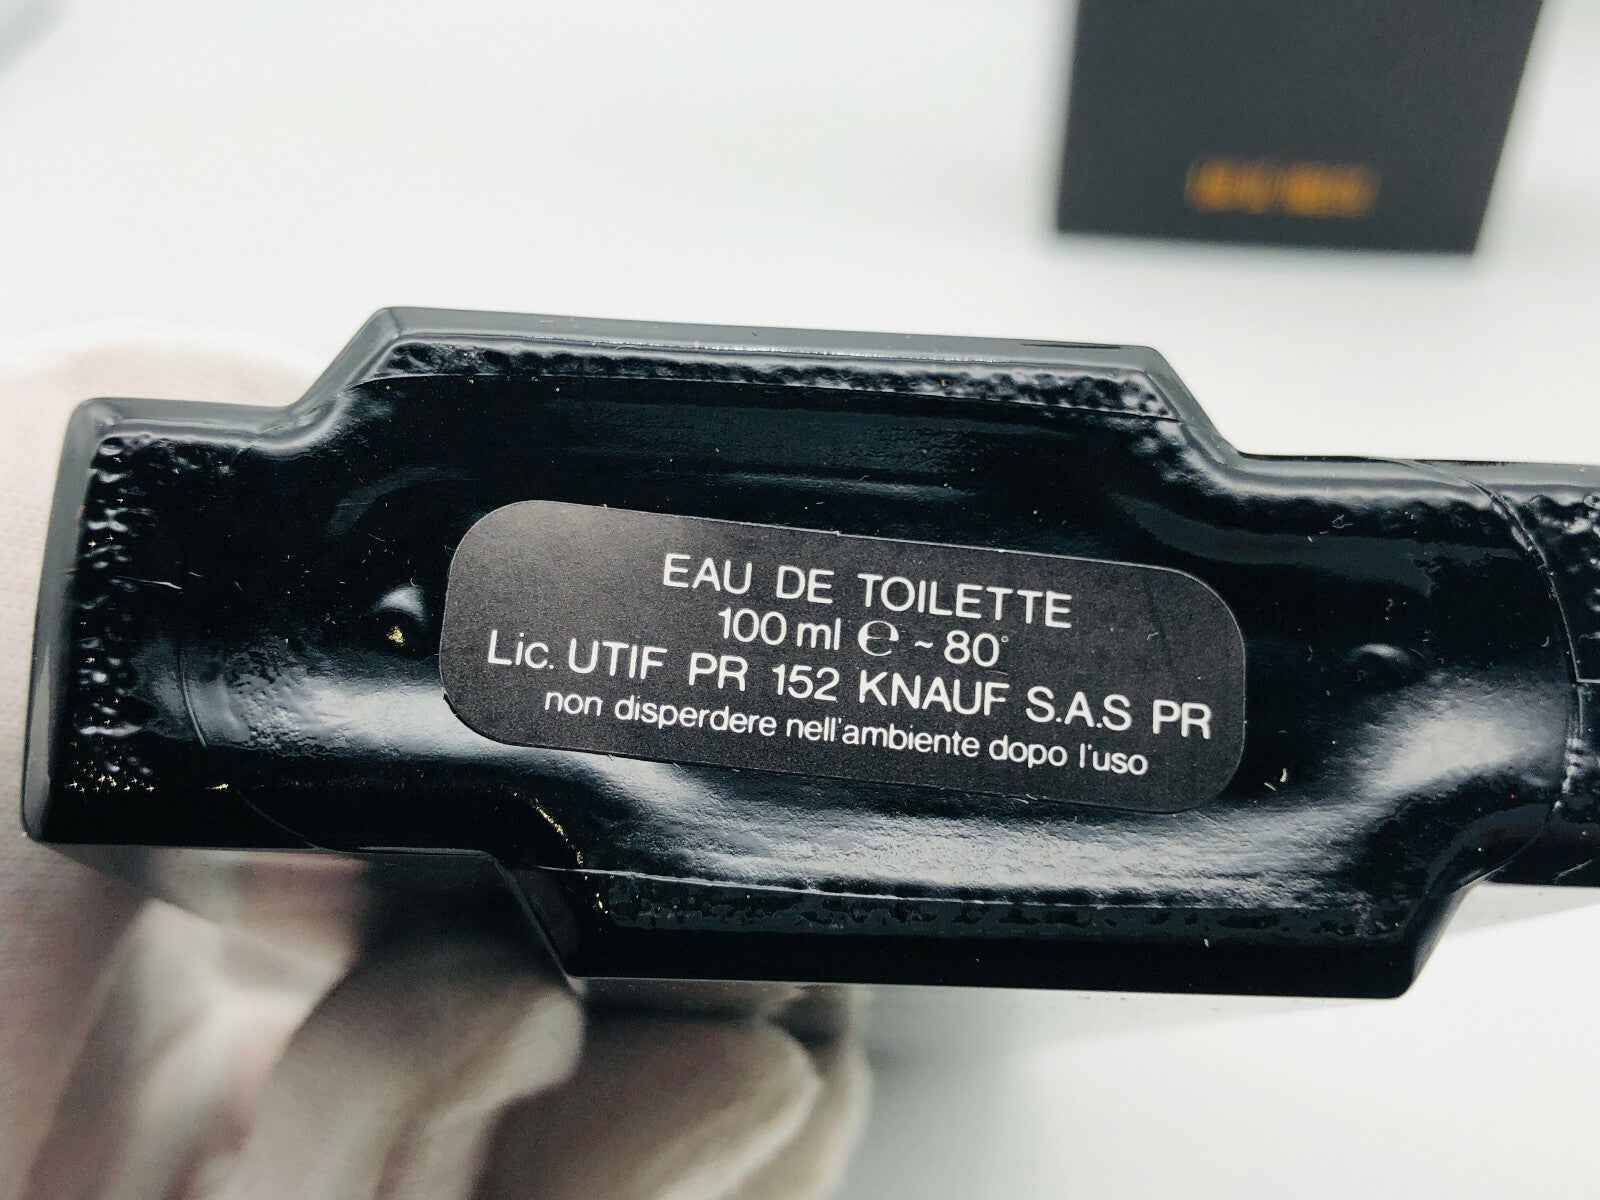 EAU DE TOILETTE
100 ml ℮ ~ 80°
Lic. UTIF PR 152 KNAUF S.A.S PR
non disperdere nell'ambiente dopo l'uso